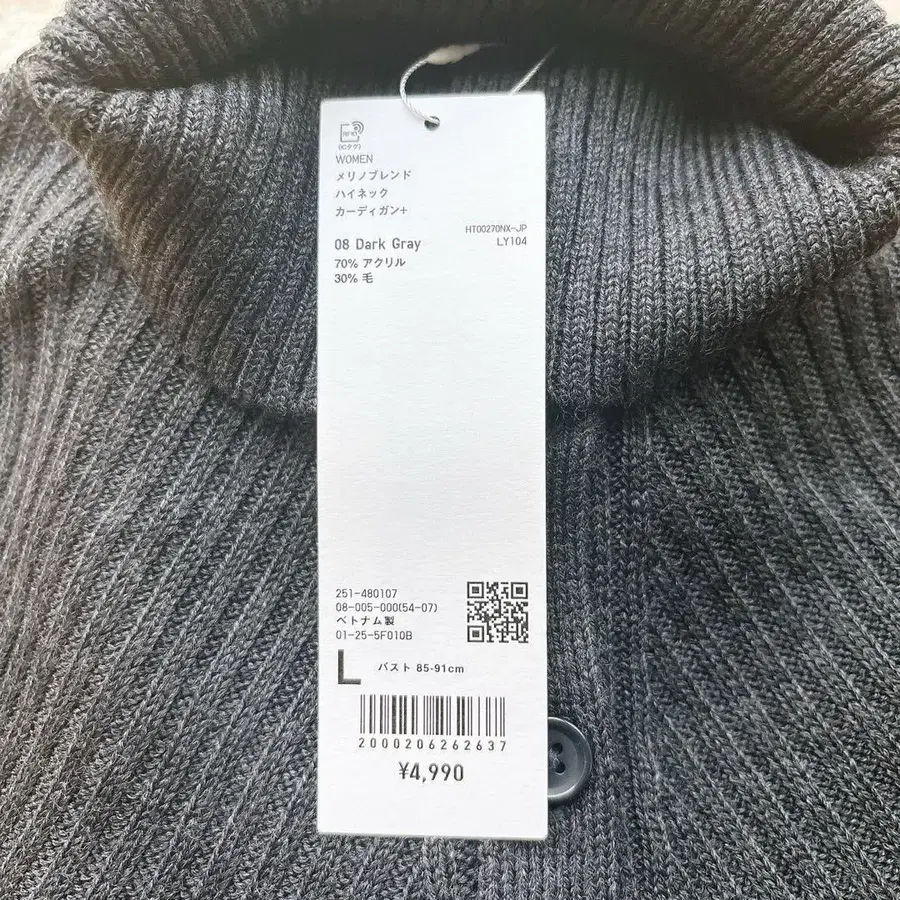 RFID
(ICタグ)
WOMEN
メリノブレンド
ハイネック
カーディガン+
HT00270NX-JP
08 Dark Gray
LY104
70% アクリル
30% 毛
251-480107
08-005-000(54-07)
ベトナム製
01-25-5F010B
L バスト 85-91cm
2000206262637
¥4,990